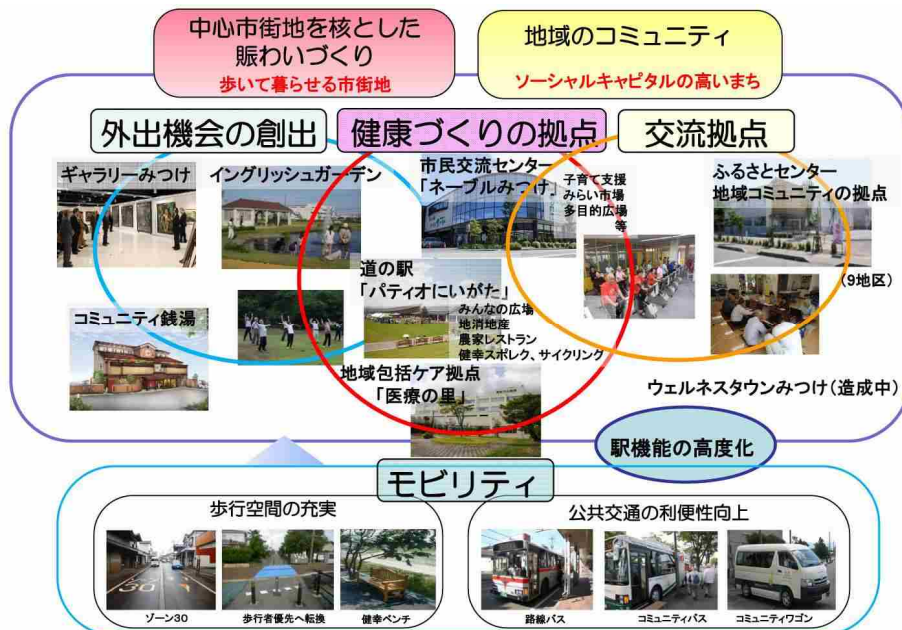 中心市街地を核とした
賑わいづくり
歩いて暮らせる市街地
地域のコミュニティ
ソーシャルキャピタルの高いまち
外出機会の創出
健康づくりの拠点
交流拠点
ギャラリーみつけ
イングリッシュガーデン
市民交流センター
「ネーブルみつけ」
子育て支援
みらい市場
多目的広場
等
ふるさとセンター
地域コミュニティの拠点
(9地区)
道の駅
「パティオにいがた」
みんなの広場
地消地産
農家レストラン
健幸スポレク、サイクリング
コミュニティ銭湯
地域包括ケア拠点
「医療の里」
ウェルネスタウンみつけ(造成中)
駅機能の高度化
モビリティ
歩行空間の充実
ゾーン30
歩行者優先へ転換
健幸ベンチ
公共交通の利便性向上
路線バス
コミュニティバス
コミュニティワゴン
30